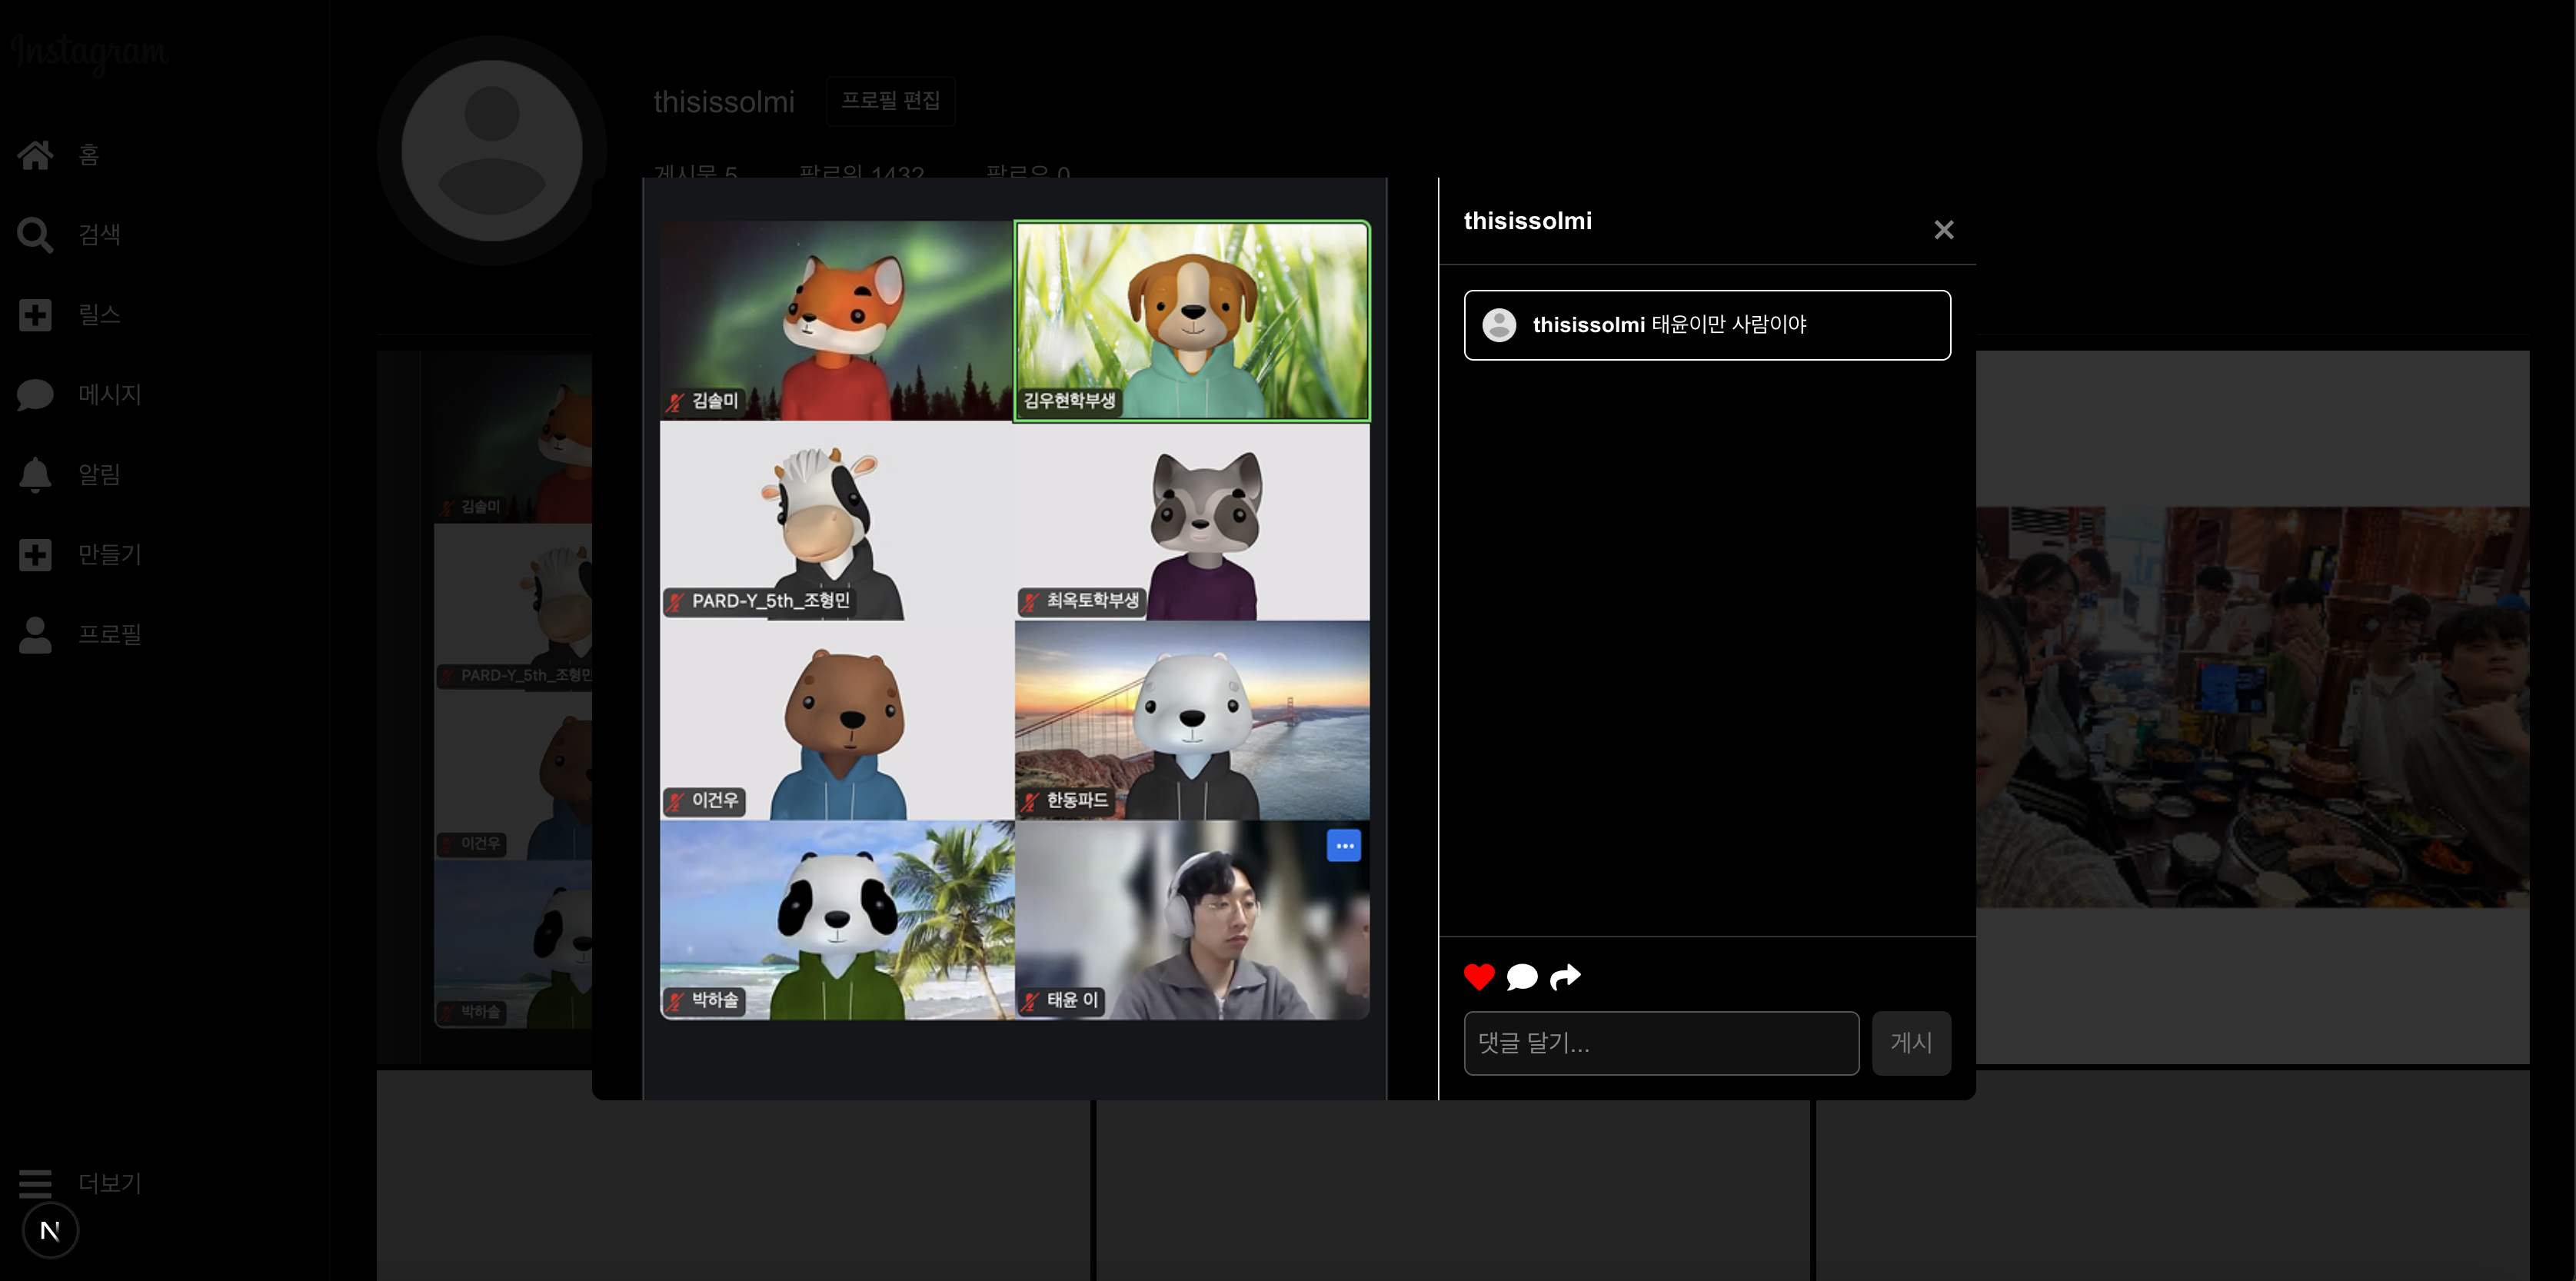 Instagram
홈
검색
릴스
메시지
알림
만들기
프로필
더보기
N
thisissolmi
프로필 편집
게시물 5 팔로워 1432 팔로우 0
김솔미
PARD-Y_5th_조형민
이건우
박하솔
김솔미
김우현학부생
PARD-Y_5th_조형민
최옥토학부생
이건우
한동파드
박하솔
태윤 이
thisissolmi
thisissolmi 태윤이만 사람이야
댓글 달기...
게시